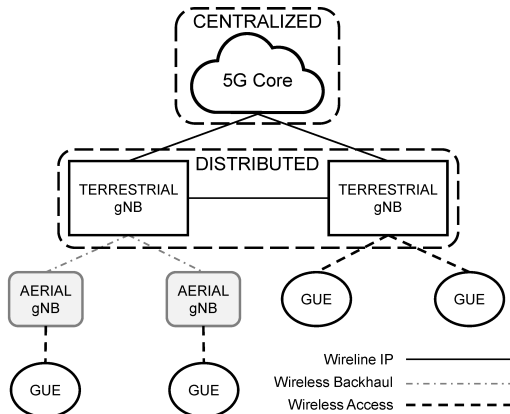 CENTRALIZED
5G Core
DISTRIBUTED
TERRESTRIAL
gNB
TERRESTRIAL
gNB
AERIAL
gNB
AERIAL
gNB
GUE
GUE
GUE
GUE
Wireline IP
Wireless Backhaul
Wireless Access